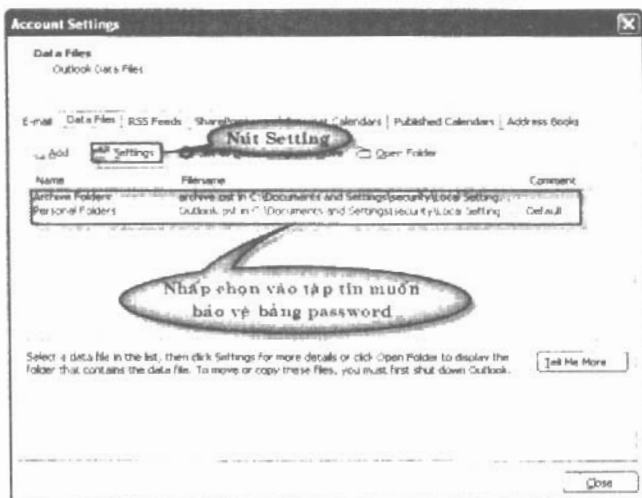 Account Settings
Data Files
Outlook Data Files
E-mail Data Files RSS Feeds Calendars Published Calendars Address Books
Add Settings Open Folder
Nút Setting
Name Filename Comment
Archive Folders archive.pst in C:\Documents and Settings\security\Local Setting
Personal Folders Outlook.pst in C:\Documents and Settings\security\Local Setting Default
Nhấp chọn vào tập tin muốn
bảo vệ bằng password
Select a data file in the list, then click Settings for more details or click Open Folder to display the
folder that contains the data file. To move or copy these files, you must first shut down Outlook.
Tell Me More
Close